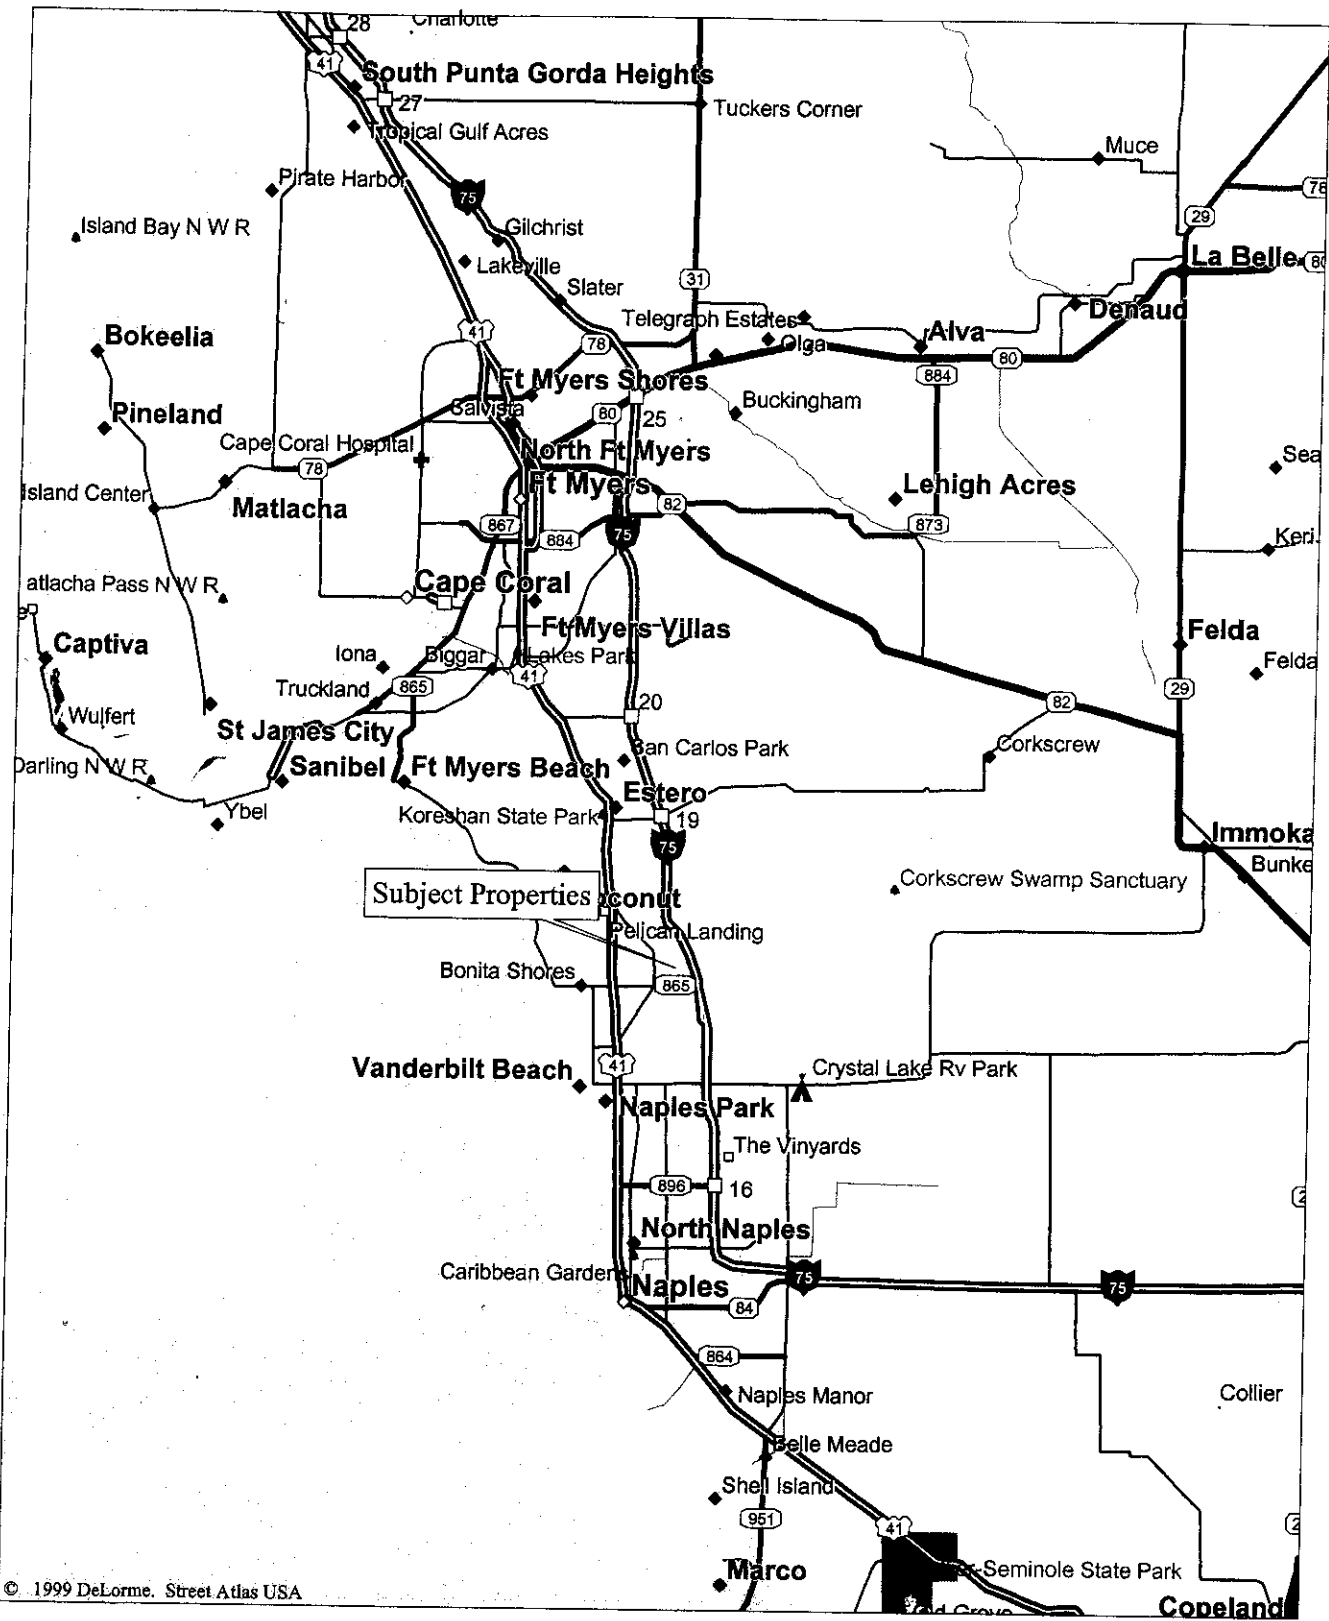 Charlotte
28
41
South Punta Gorda Heights
27
Tuckers Corner
Tropical Gulf Acres
Muce
Pirate Harbor
75
78
29
Island Bay N W R
Gilchrist
La Belle
80
Lakeville
31
Slater
Denaud
Telegraph Estates
41
Alva
Bokeelia
78
Olga
80
884
Ft Myers Shores
Buckingham
Pineland
Salvista
80
25
Cape Coral Hospital
North Ft Myers
Sea
78
Ft Myers
Lehigh Acres
Island Center
Matlacha
82
867
884
75
873
Keri
atlacha Pass N W R
Cape Coral
e
Ft Myers Villas
Felda
Captiva
Iona
Biggar
Lakes Park
Felda
41
865
Truckland
29
20
82
Wulfert
St James City
San Carlos Park
Corkscrew
Darling N W R
Sanibel
Ft Myers Beach
Estero
Ybel
Koreshan State Park
19
75
Immoka
Bunke
Subject Properties
oconut
Corkscrew Swamp Sanctuary
Pelican Landing
Bonita Shores
865
Vanderbilt Beach
41
Crystal Lake Rv Park
Naples Park
The Vinyards
896
16
2
North Naples
Caribbean Gardens
75
75
Naples
84
864
Naples Manor
Collier
Belle Meade
Shell Island
951
41
2
Marco
er-Seminole State Park
© 1999 DeLorme. Street Atlas USA
ld Grove
Copeland